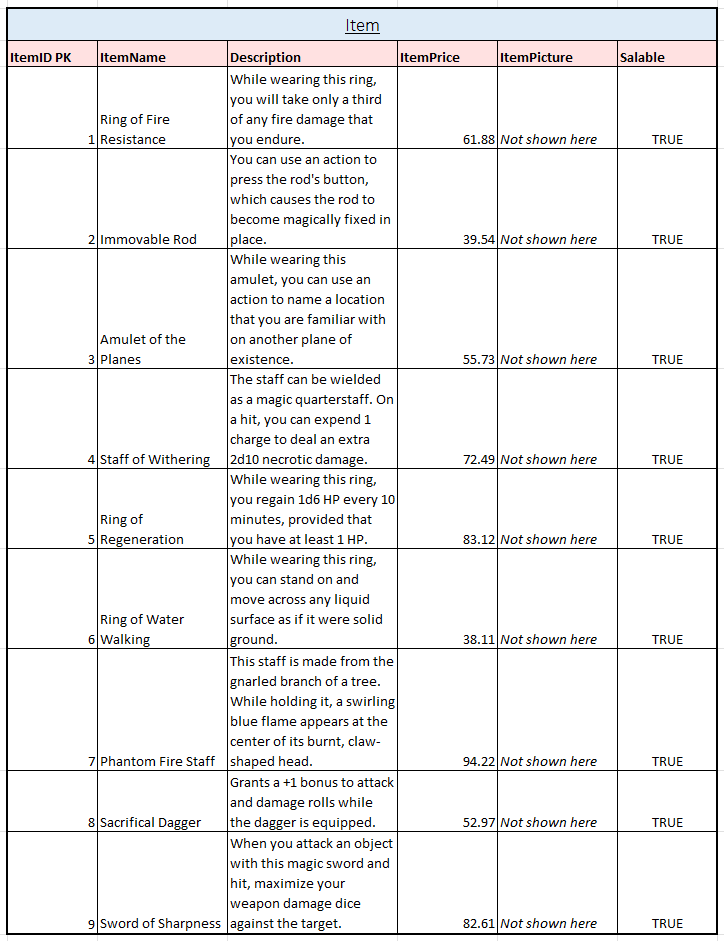 Item
ItemID PK ItemName Description ItemPrice ItemPicture Salable
While wearing this ring,
you will take only a third
Ring of Fire of any fire damage that
1 Resistance you endure. 61.88 Not shown here TRUE
You can use an action to
press the rod's button,
which causes the rod to
become magically fixed in
2 Immovable Rod place. 39.54 Not shown here TRUE
While wearing this
amulet, you can use an
action to name a location
that you are familiar with
Amulet of the on another plane of
3 Planes existence. 55.73 Not shown here TRUE
The staff can be wielded
as a magic quarterstaff. On
a hit, you can expend 1
charge to deal an extra
4 Staff of Withering 2d10 necrotic damage. 72.49 Not shown here TRUE
While wearing this ring,
you regain 1d6 HP every 10
Ring of minutes, provided that
5 Regeneration you have at least 1 HP. 83.12 Not shown here TRUE
While wearing this ring,
you can stand on and
move across any liquid
Ring of Water surface as if it were solid
6 Walking ground. 38.11 Not shown here TRUE
This staff is made from the
gnarled branch of a tree.
While holding it, a swirling
blue flame appears at the
center of its burnt, claw-
7 Phantom Fire Staff shaped head. 94.22 Not shown here TRUE
Grants a +1 bonus to attack
and damage rolls while
8 Sacrifical Dagger the dagger is equipped. 52.97 Not shown here TRUE
When you attack an object
with this magic sword and
hit, maximize your
weapon damage dice
9 Sword of Sharpness against the target. 82.61 Not shown here TRUE